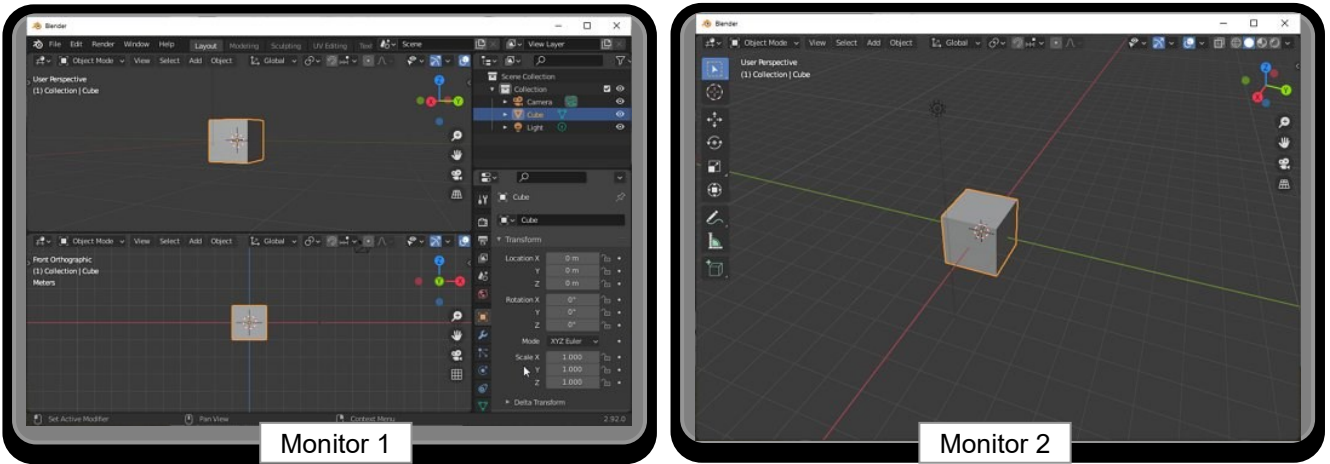 Blender
File Edit Render Window Help Layout Modeling Sculpting UV Editing Scene View Layer
Object Mode View Select Add Object Global
User Perspective
(1) Collection | Cube
X Y Z
Scene Collection
Collection
Camera
Cube
Light
Cube
Cube
Transform
Location X 0 m
Y 0 m
Z 0 m
Rotation X 0°
Y 0°
Z 0°
Mode XYZ Euler
Scale X 1.000
Y 1.000
Z 1.000
Delta Transform
Object Mode View Select Add Object Global
Front Orthographic
(1) Collection | Cube
Meters
Z
Y X
Set Active Modifier Pan View Context Menu 2.92.0
Monitor 1
Blender
Object Mode View Select Add Object Global
User Perspective
(1) Collection | Cube
Z
Y
X
Monitor 2